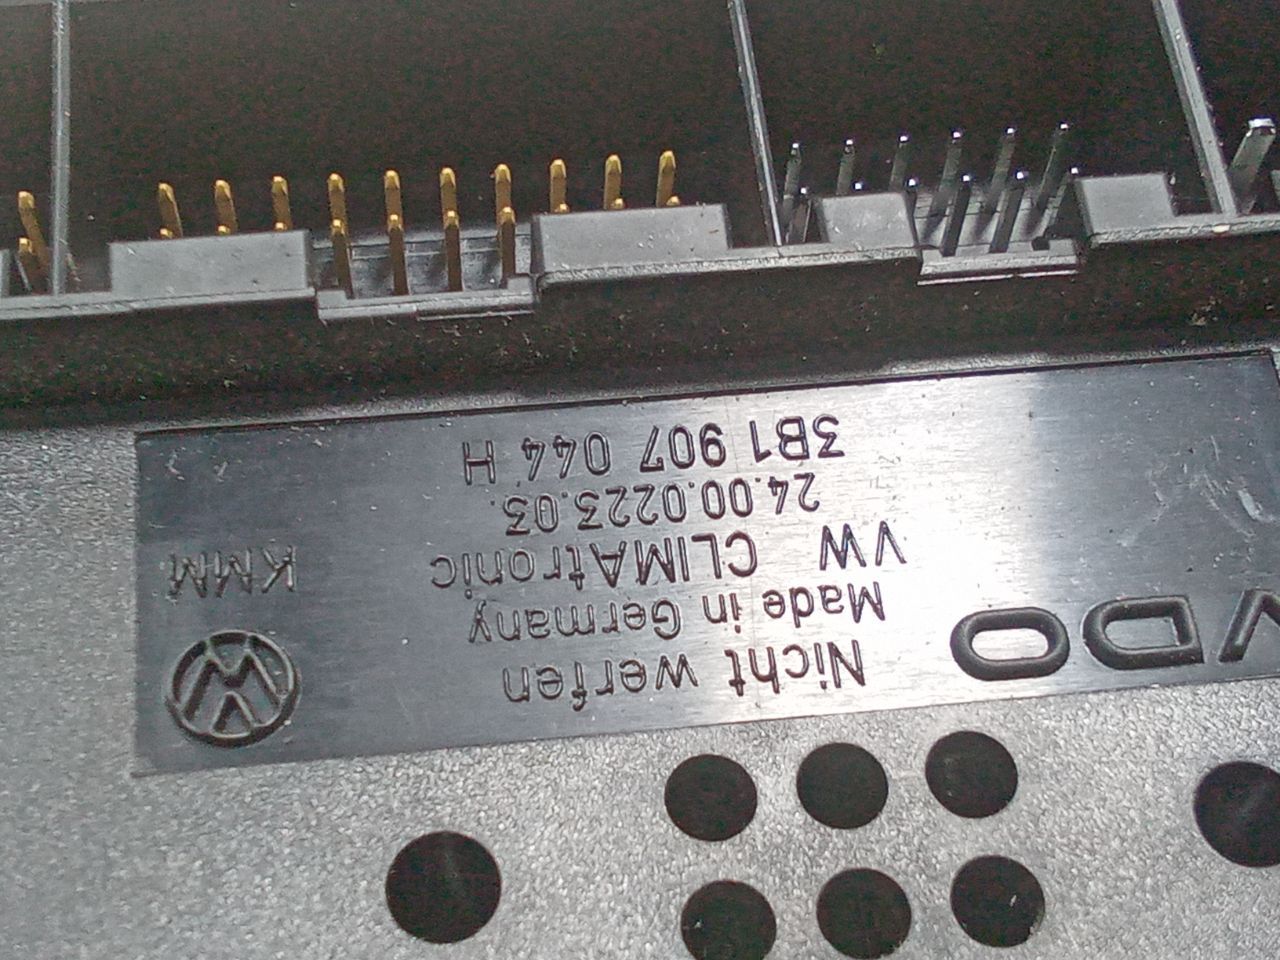 3B1 907 044 H
24.00.0223.03.
VW CLIMAtronic
Made in Germany
Nicht werfen
VDO
KMM